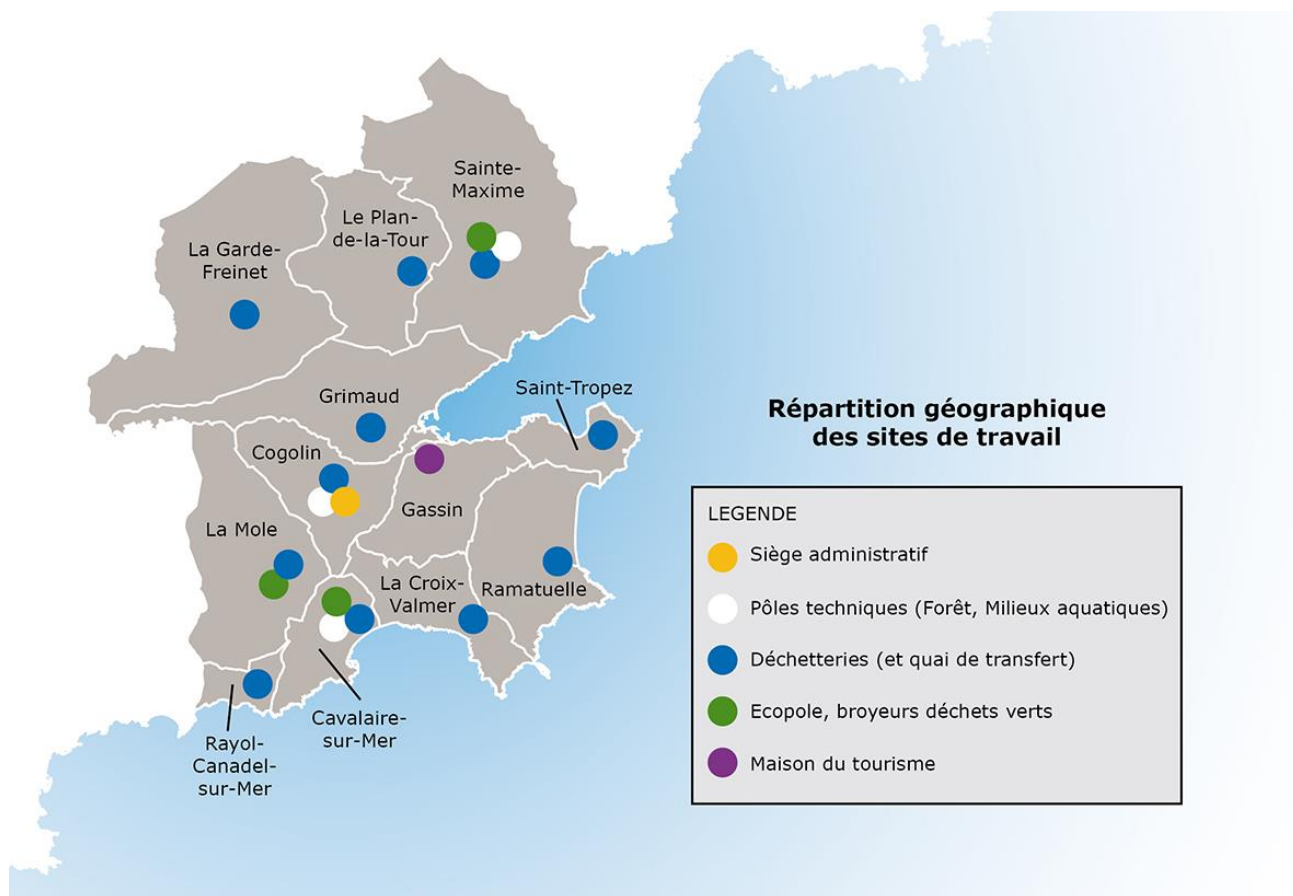 Sainte-
Maxime
Le Plan-
de-la-Tour
La Garde-
Freinet
Grimaud
Saint-Tropez
Cogolin
Gassin
La Mole
La Croix-
Valmer
Ramatuelle
Cavalaire-
sur-Mer
Rayol-
Canadel-
sur-Mer
Répartition géographique
des sites de travail
LEGENDE
Siège administratif
Pôles techniques (Forêt, Milieux aquatiques)
Déchetteries (et quai de transfert)
Ecopole, broyeurs déchets verts
Maison du tourisme